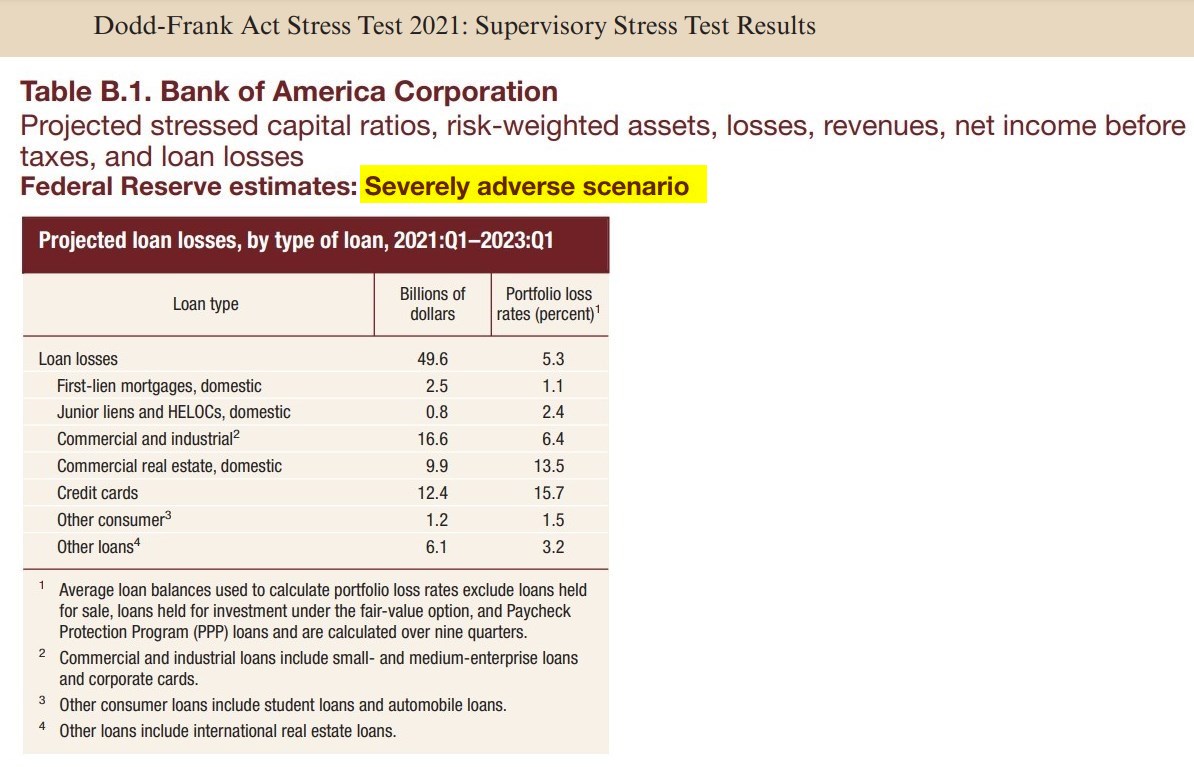 Dodd-Frank Act Stress Test 2021: Supervisory Stress Test Results
Table B.1. Bank of America Corporation
Projected stressed capital ratios, risk-weighted assets, losses, revenues, net income before
taxes, and loan losses
Federal Reserve estimates: Severely adverse scenario
Projected loan losses, by type of loan, 2021:Q1–2023:Q1
Loan type
Billions of
dollars
Portfolio loss
rates (percent)¹
Loan losses 49.6 5.3
First-lien mortgages, domestic 2.5 1.1
Junior liens and HELOCs, domestic 0.8 2.4
Commercial and industrial² 16.6 6.4
Commercial real estate, domestic 9.9 13.5
Credit cards 12.4 15.7
Other consumer³ 1.2 1.5
Other loans⁴ 6.1 3.2
¹ Average loan balances used to calculate portfolio loss rates exclude loans held
for sale, loans held for investment under the fair-value option, and Paycheck
Protection Program (PPP) loans and are calculated over nine quarters.
² Commercial and industrial loans include small- and medium-enterprise loans
and corporate cards.
³ Other consumer loans include student loans and automobile loans.
⁴ Other loans include international real estate loans.